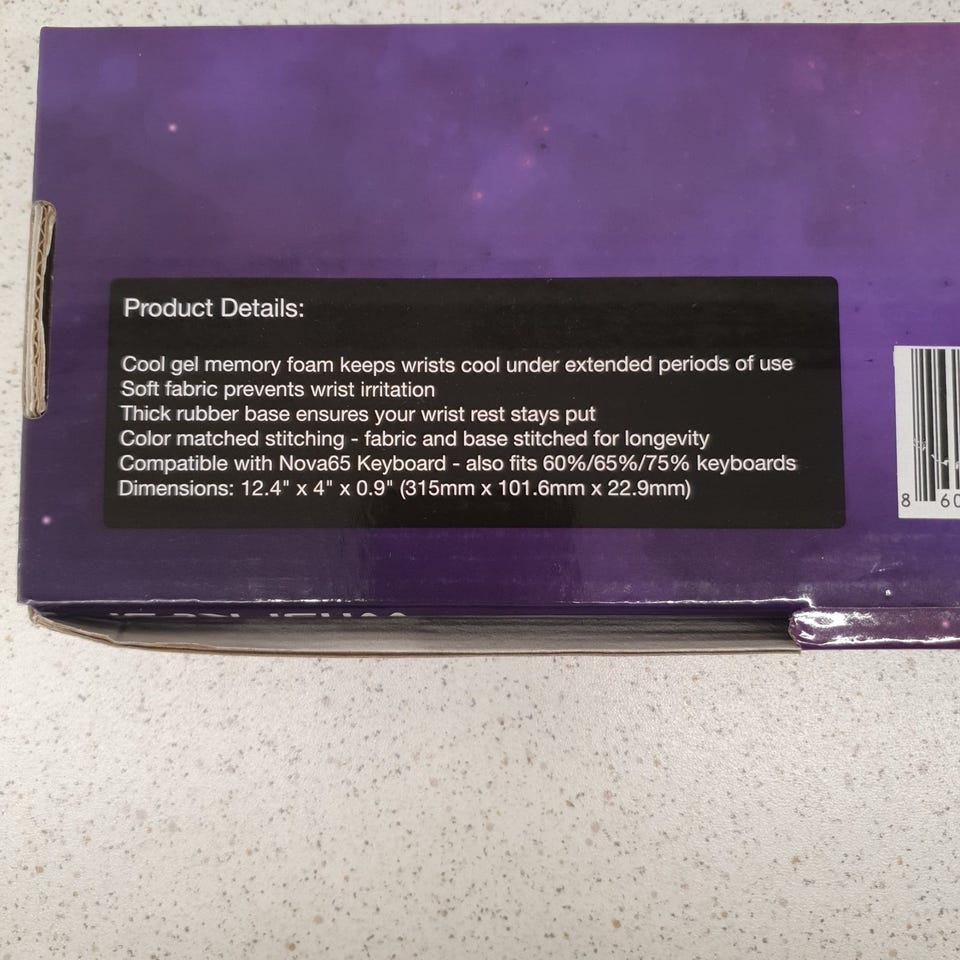 Product Details:
Cool gel memory foam keeps wrists cool under extended periods of use
Soft fabric prevents wrist irritation
Thick rubber base ensures your wrist rest stays put
Color matched stitching - fabric and base stitched for longevity
Compatible with Nova65 Keyboard - also fits 60%/65%/75% keyboards
Dimensions: 12.4" x 4" x 0.9" (315mm x 101.6mm x 22.9mm)
8 60